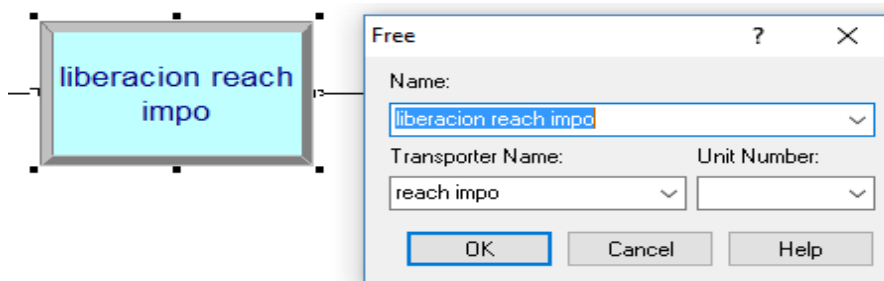 liberacion reach
impo
Free ?
Name:
liberacion reach impo
Transporter Name: Unit Number:
reach impo
OK Cancel Help